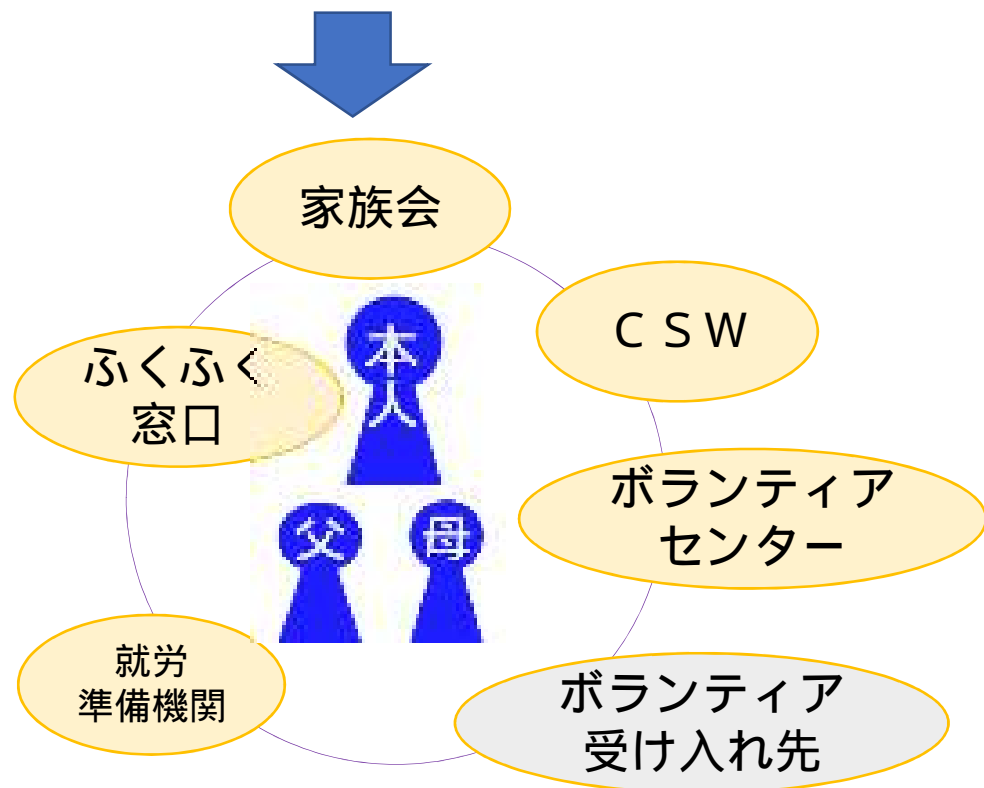 家族会
ＣＳＷ
ふくふく
窓口
本
人
ボランティア
センター
父
母
就労
準備機関
ボランティア
受け入れ先